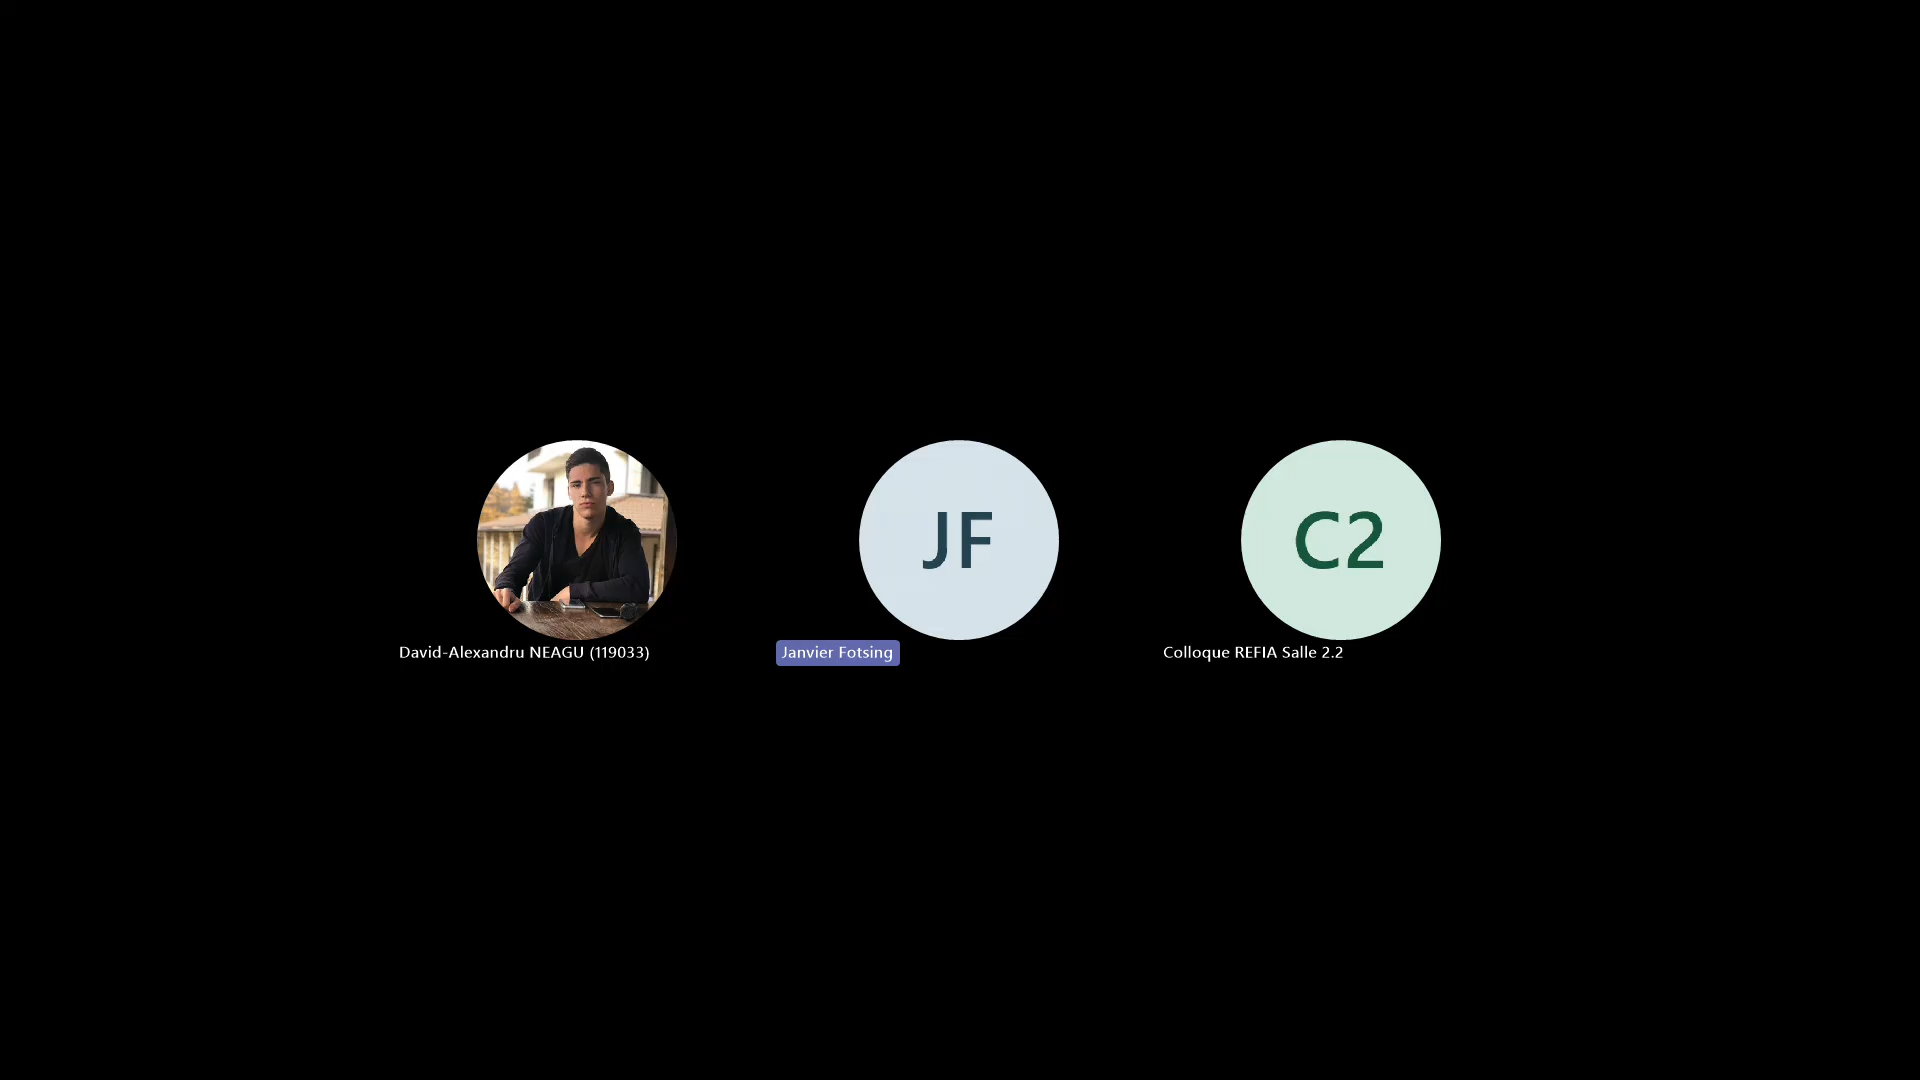 JF
C2
David-Alexandru NEAGU (119033)
Janvier Fotsing
Colloque REFIA Salle 2.2